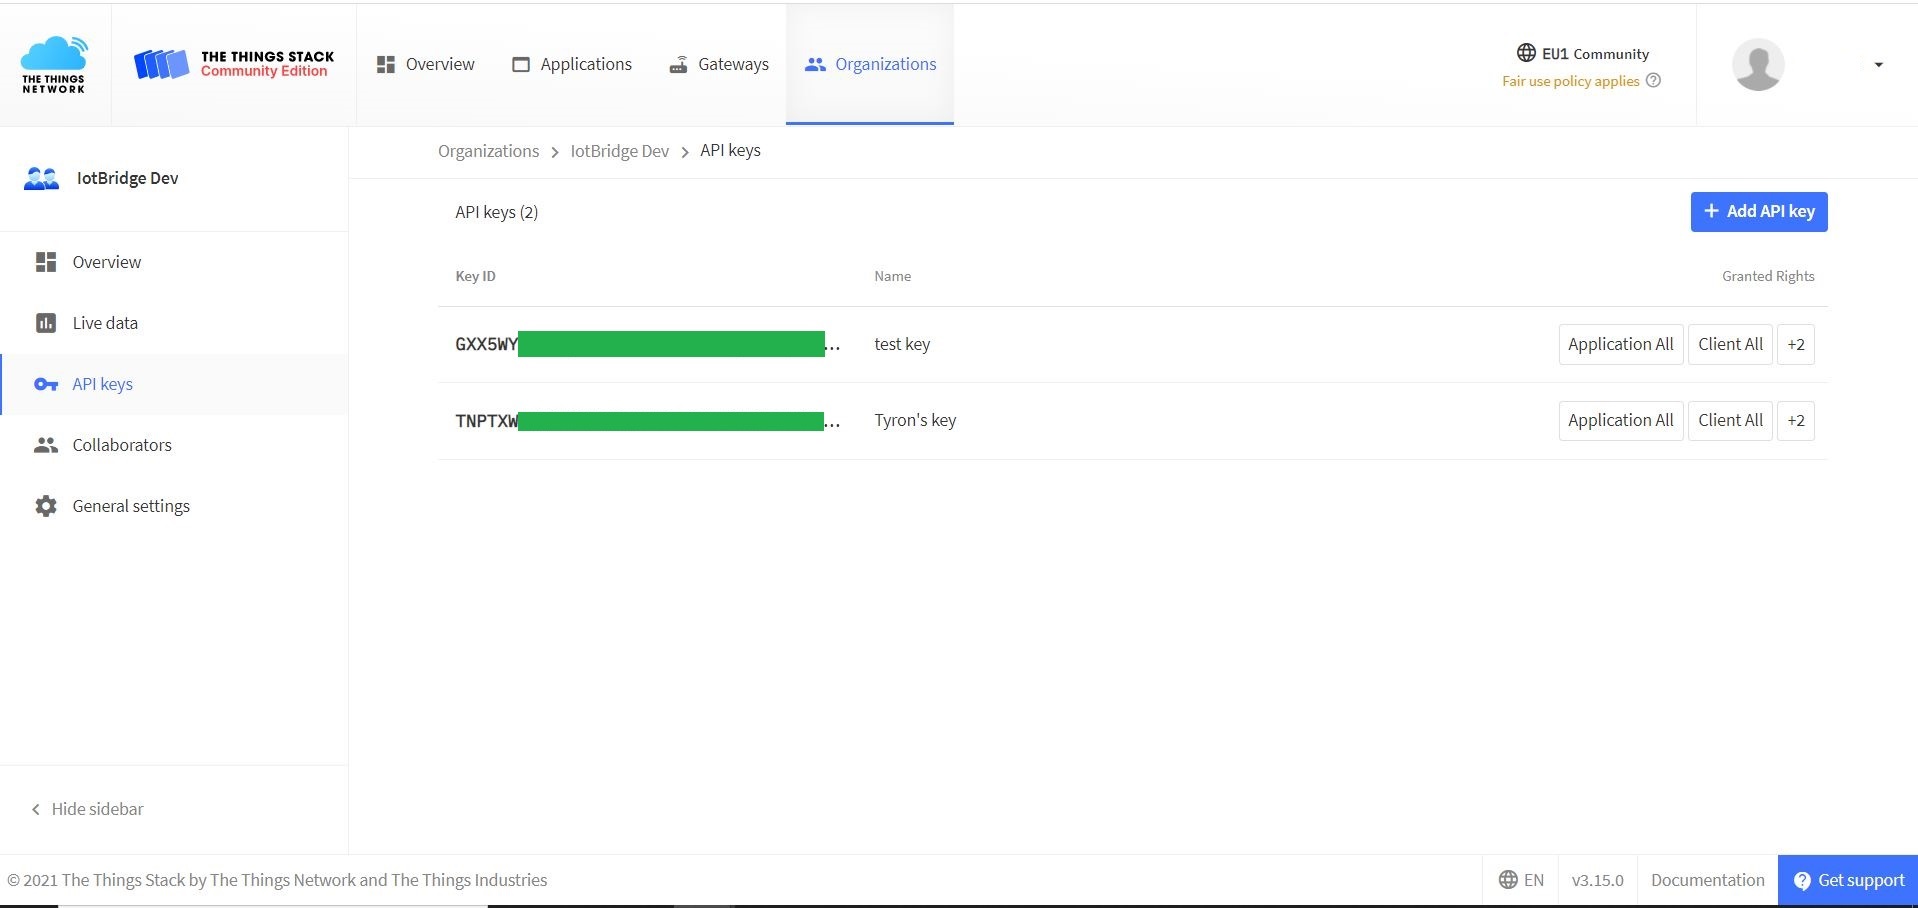 THE THINGS
NETWORK
THE THINGS STACK
Community Edition
Overview
Applications
Gateways
Organizations
EU1 Community
Fair use policy applies
IotBridge Dev
Overview
Live data
API keys
Collaborators
General settings
Hide sidebar
Organizations > IotBridge Dev > API keys
API keys (2)
+ Add API key
Key ID Name Granted Rights
GXX5WY... test key Application All Client All +2
TNPTXW... Tyron's key Application All Client All +2
© 2021 The Things Stack by The Things Network and The Things Industries
EN
v3.15.0
Documentation
Get support